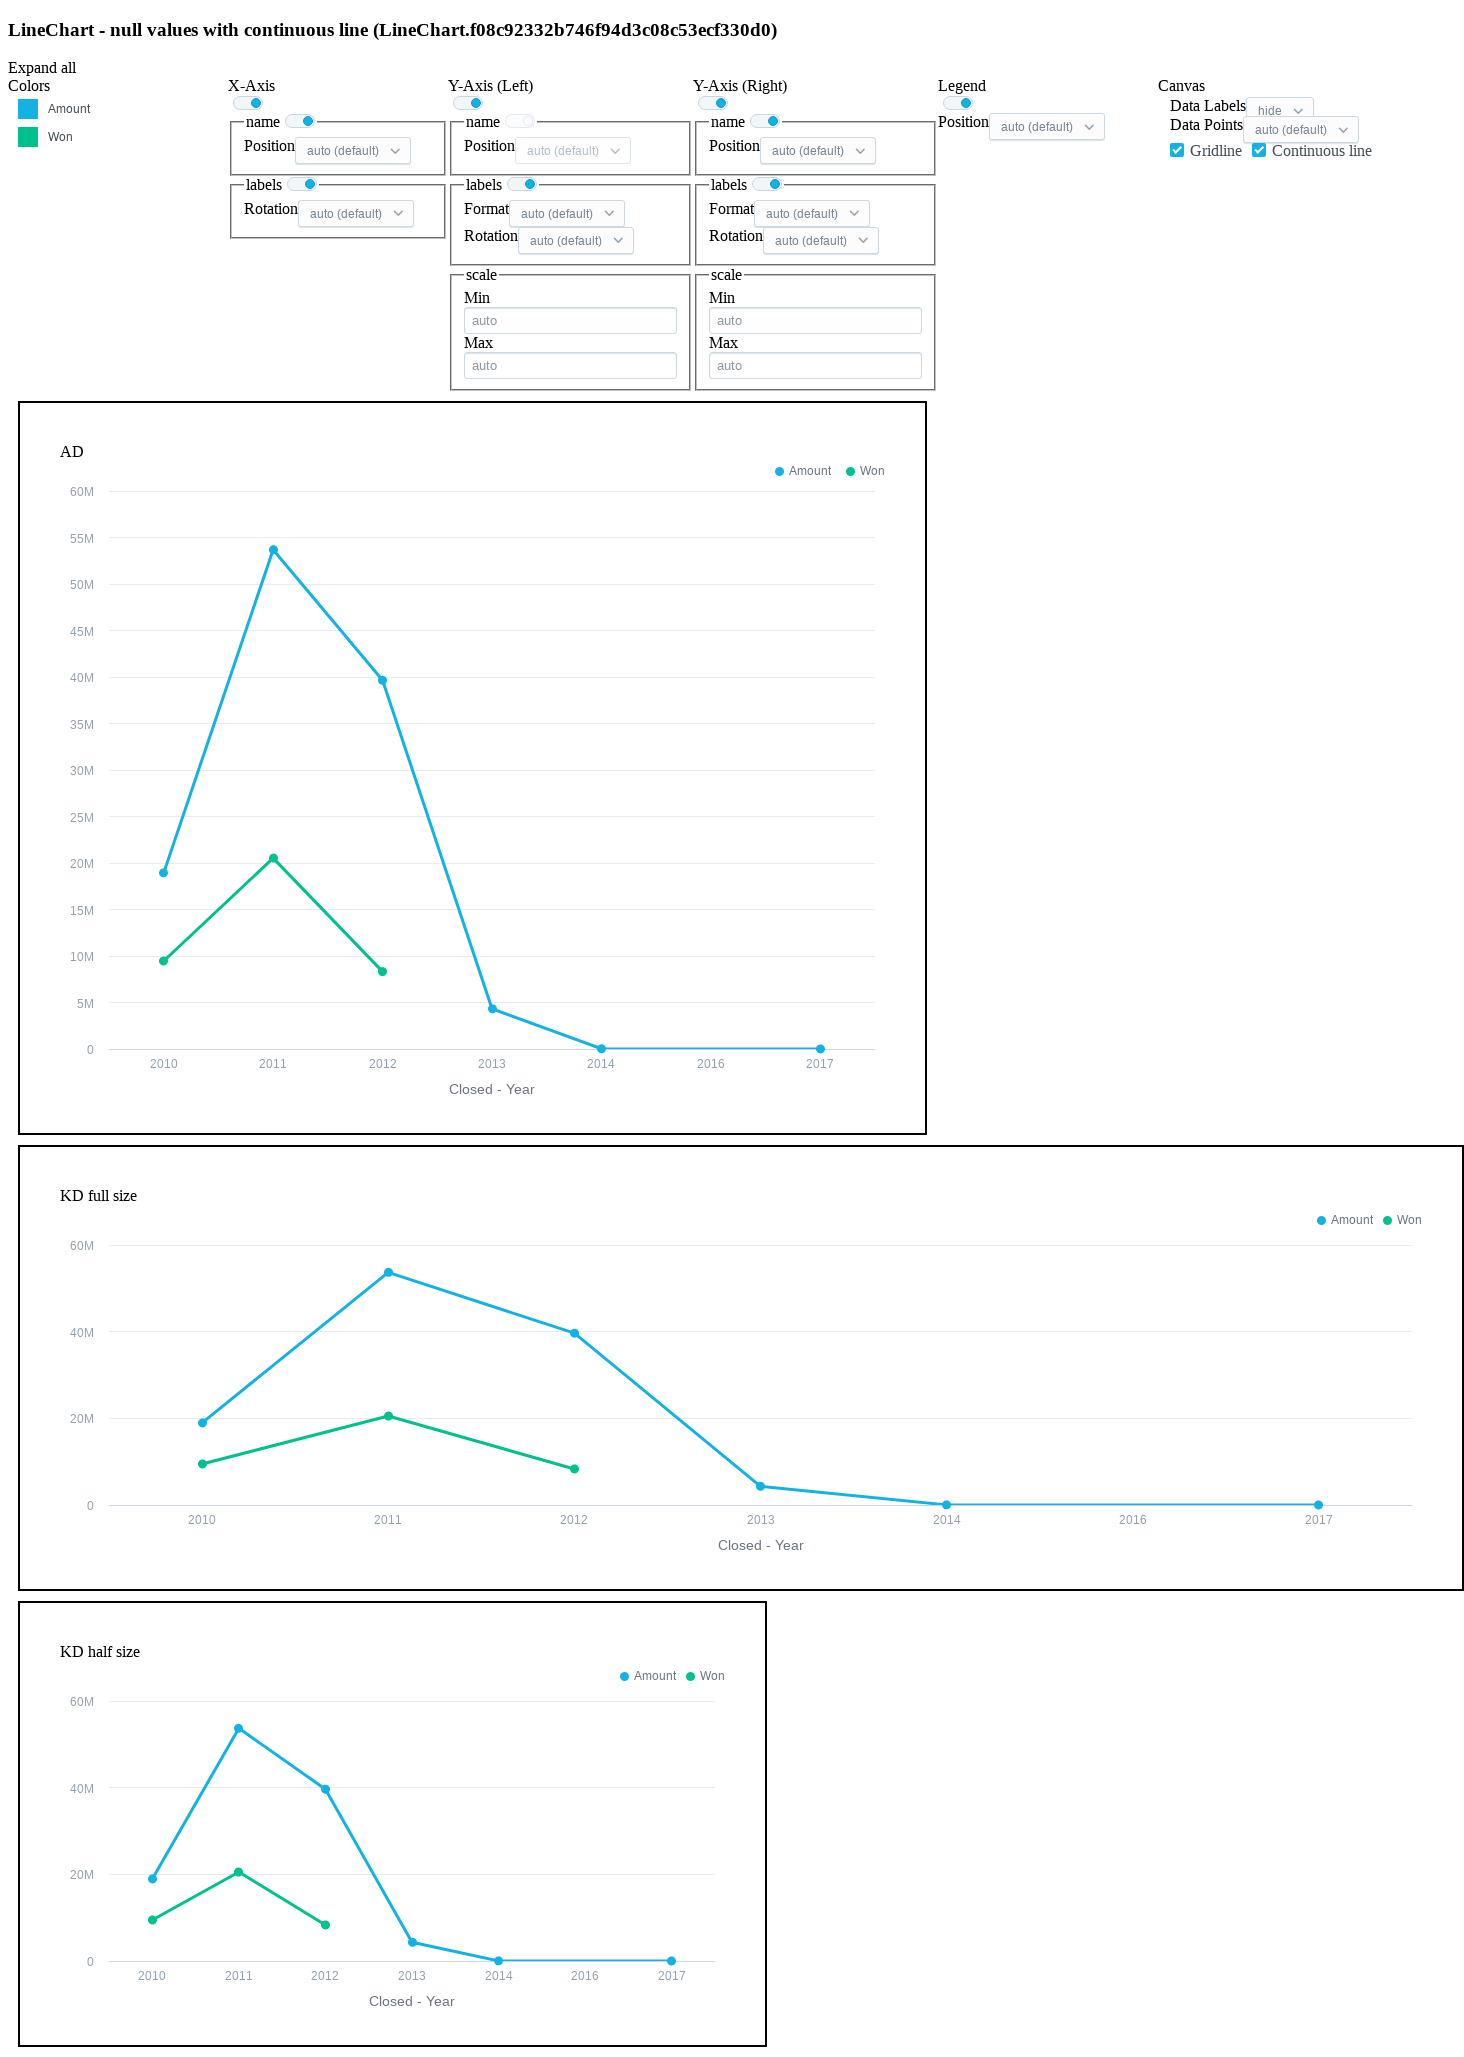 LineChart - null values with continuous line (LineChart.f08c92332b746f94d3c08c53ecf330d0)
Expand all
Colors
Amount
Won
X-Axis
name
Position auto (default)
labels
Rotation auto (default)
Y-Axis (Left)
name
Position auto (default)
labels
Format auto (default)
Rotation auto (default)
scale
Min
auto
Max
auto
Y-Axis (Right)
name
Position auto (default)
labels
Format auto (default)
Rotation auto (default)
scale
Min
auto
Max
auto
Legend
Position auto (default)
Canvas
Data Labels hide
Data Points auto (default)
Gridline Continuous line
AD
Amount Won
60M
55M
50M
45M
40M
35M
30M
25M
20M
15M
10M
5M
0
2010 2011 2012 2013 2014 2016 2017
Closed - Year
KD full size
Amount Won
60M
40M
20M
0
2010 2011 2012 2013 2014 2016 2017
Closed - Year
KD half size
Amount Won
60M
40M
20M
0
2010 2011 2012 2013 2014 2016 2017
Closed - Year